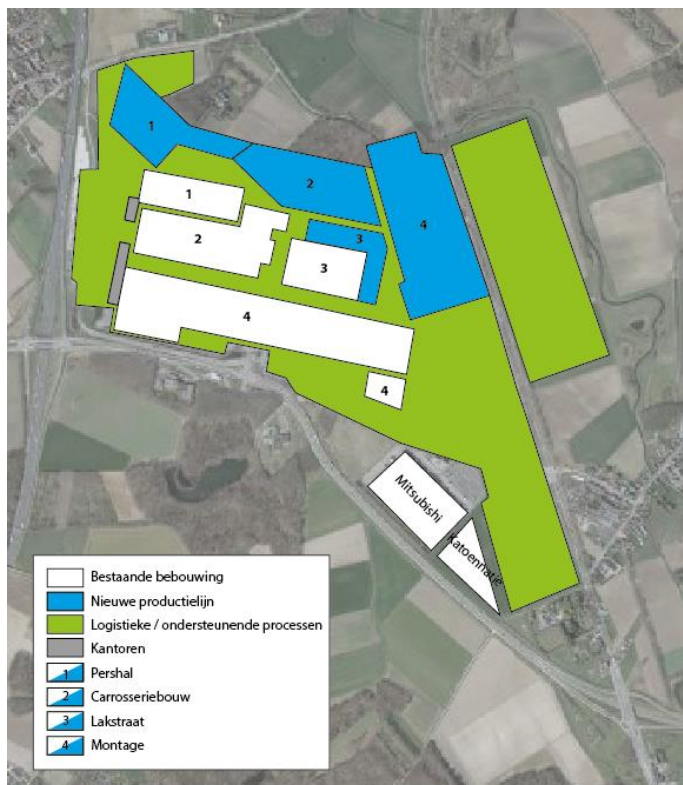 1
2
1
2
3
4
3
4
4
Mitsubishi
Katoennatie
Bestaande bebouwing
Nieuwe productielijn
Logistieke / ondersteunende processen
Kantoren
1 Pershal
2 Carrosseriebouw
3 Lakstraat
4 Montage